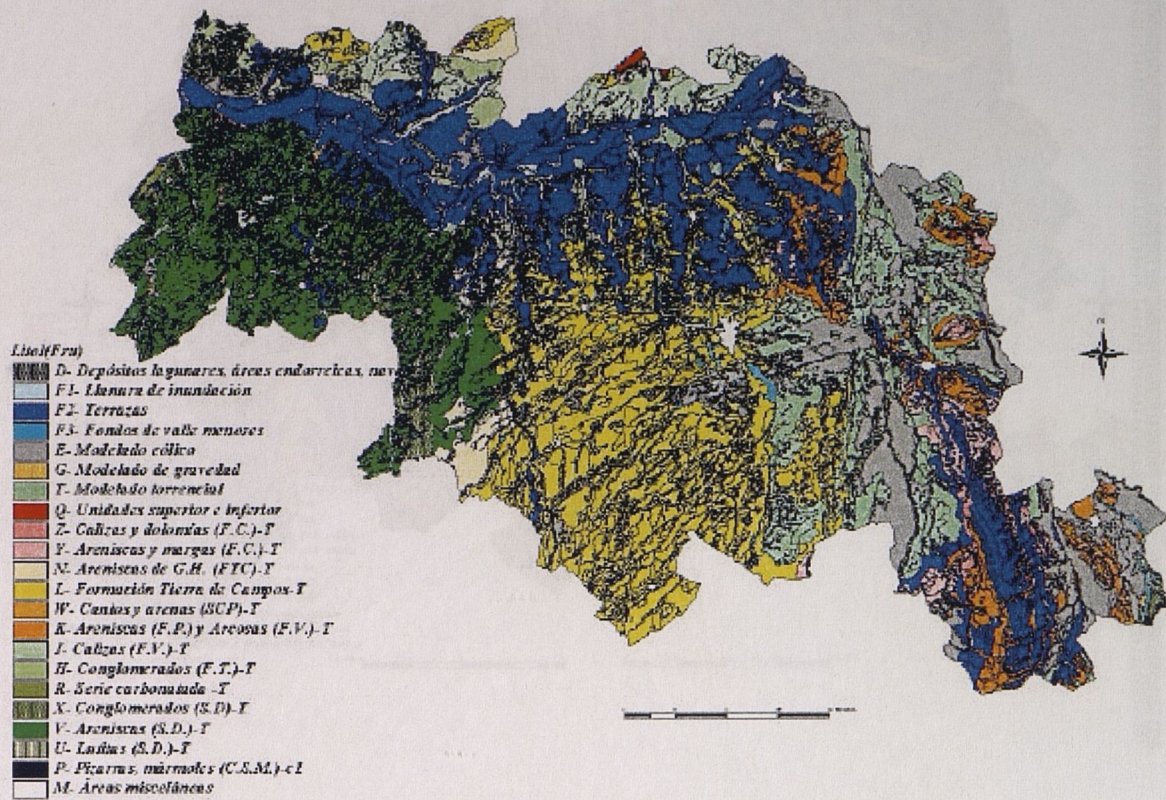 Litol(Fru)
D- Depósitos lagunares, áreas endorreicas, nav
F1- Llanura de inundación
F2- Terrazas
F3- Fondos de valle menores
E- Modelado eólico
G- Modelado de gravedad
T- Modelado torrencial
Q- Unidades superior e inferior
Z- Calizas y dolomías (F.C.)-T
Y- Areniscas y margas (F.C.)-T
N- Areniscas de G.H. (FTC)-T
L- Formación Tierra de Campos-T
W- Cantos y arenas (SCP)-T
K- Areniscas (F.P.) y Arcosas (F.V.)-T
J- Calizas (F.V.)-T
H- Conglomerados (F.T.)-T
R- Serie carbonatada -T
X- Conglomerados (S.D)-T
V- Areniscas (S.D.)-T
U- Lutitas (S.D.)-T
P- Pizarras, mármoles (C.S.M.)-c1
M- Áreas misceláneas